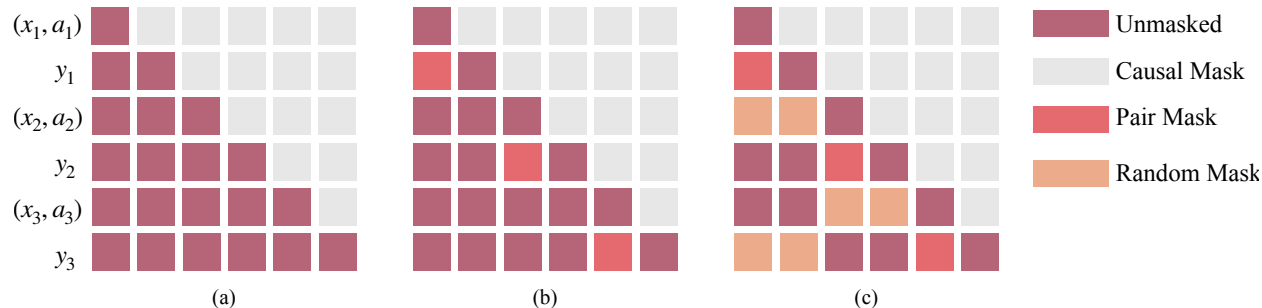 (x₁, a₁)
y₁
(x₂, a₂)
y₂
(x₃, a₃)
y₃
(a)
(b)
(c)
Unmasked
Causal Mask
Pair Mask
Random Mask